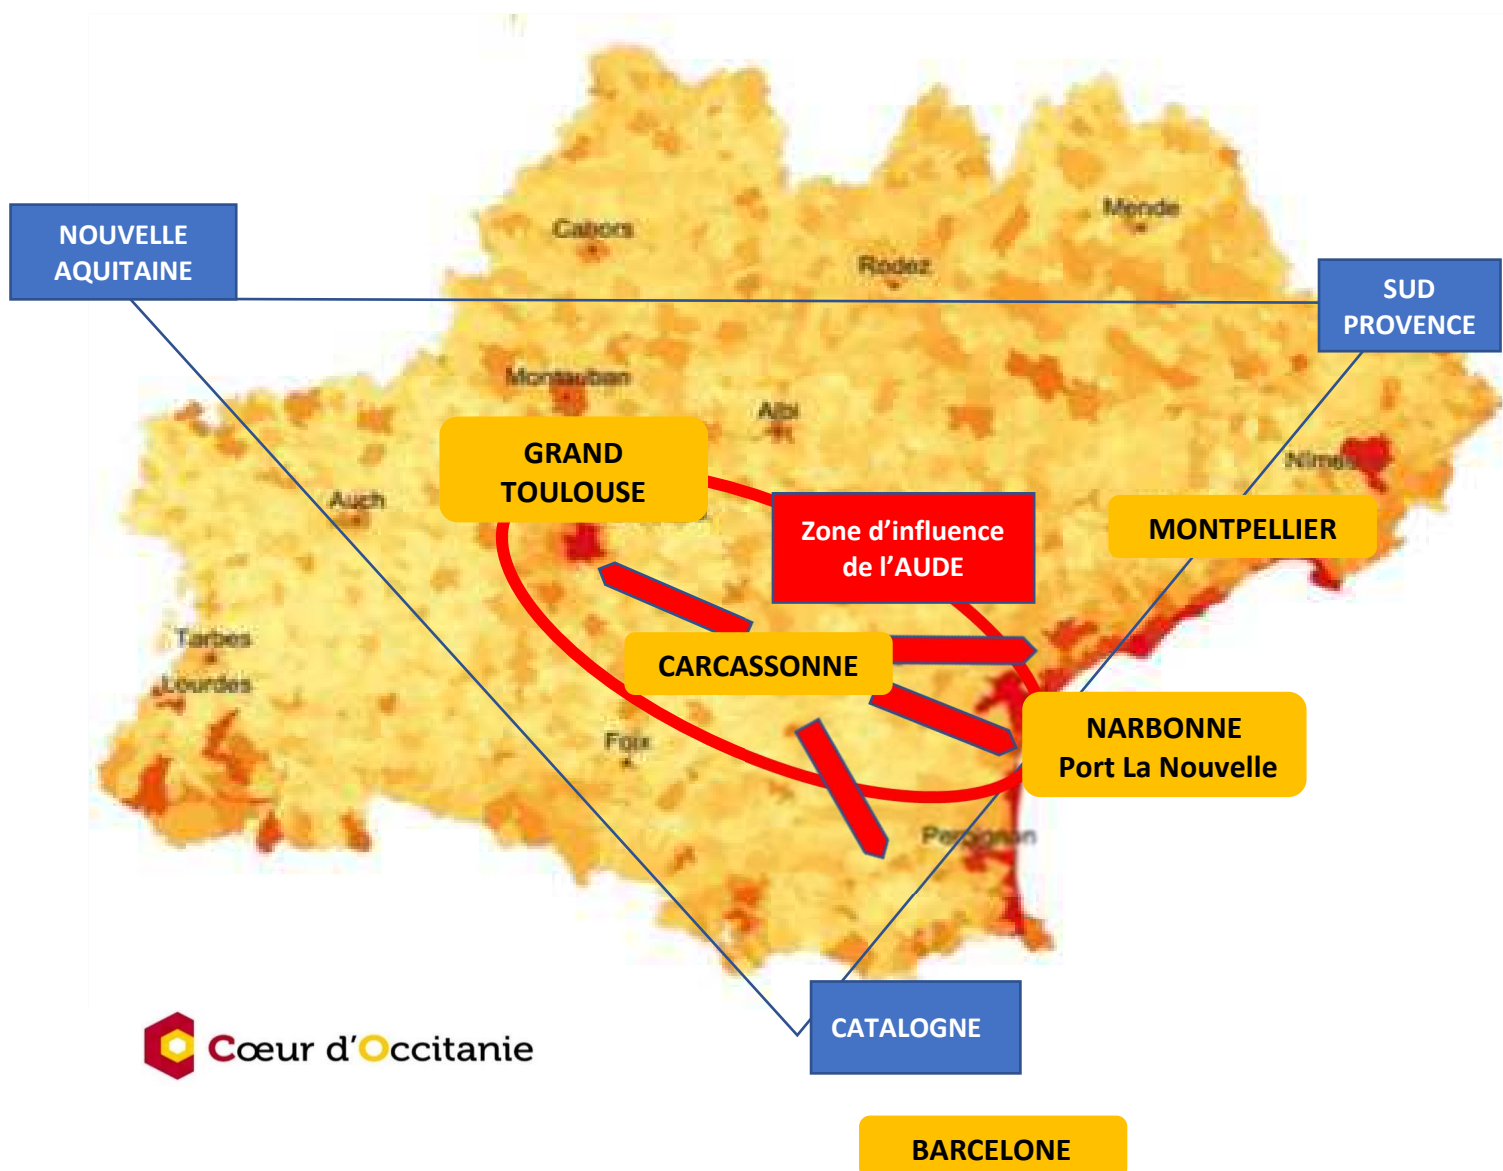 Cahors
Mende
Rodez
NOUVELLE
AQUITAINE
SUD
PROVENCE
Montauban
Albi
GRAND
TOULOUSE
Nîmes
Auch
MONTPELLIER
Zone d’influence
de l’AUDE
Tarbes
CARCASSONNE
Lourdes
Foix
NARBONNE
Port La Nouvelle
Perpignan
CATALOGNE
Cœur d’Occitanie
BARCELONE